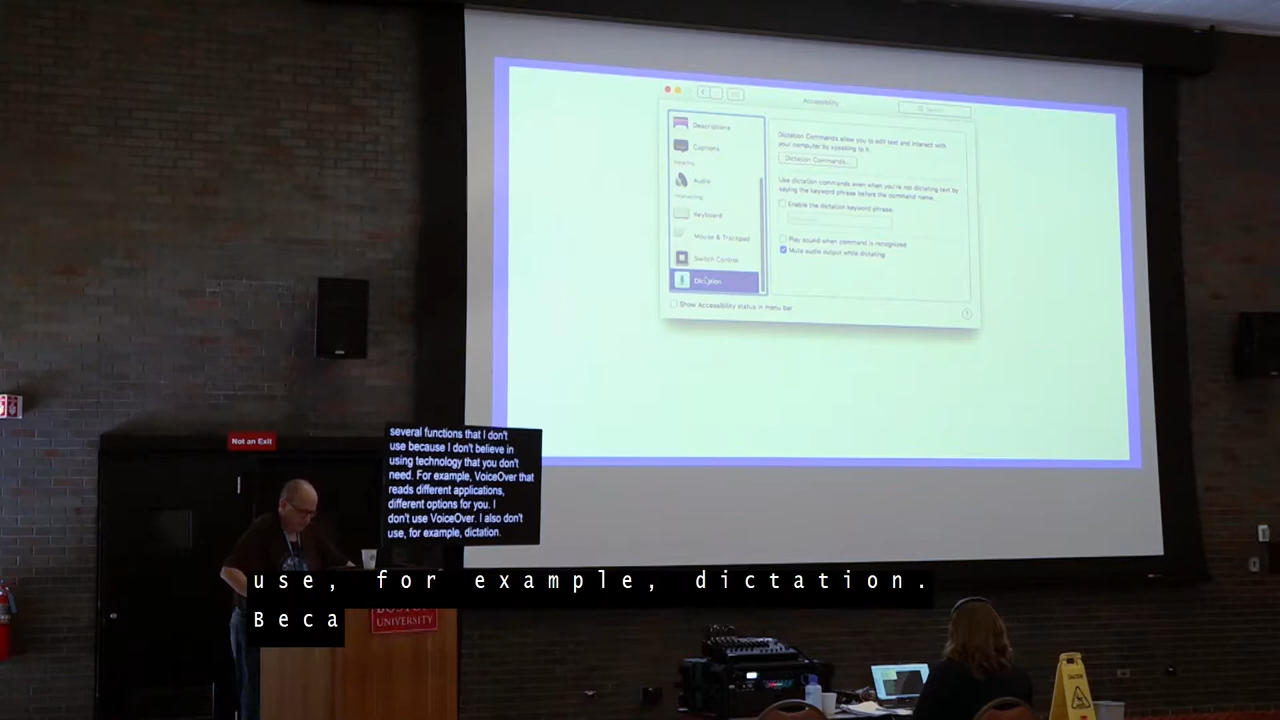 Accessibility
Search
Descriptions
Captions
Hearing
Audio
Interacting
Keyboard
Mouse & Trackpad
Switch Control
Dictation
Dictation Commands allow you to edit text and interact with
your computer by speaking to it.
Dictation Commands...
Use dictation commands even when you're not dictating text by
saying the keyword phrase before the command name.
Enable the dictation keyword phrase:
Play sound when command is recognized
Mute audio output while dictating
Show Accessibility status in menu bar
?
Not an Exit
several functions that I don't
use because I don't believe in
using technology that you don't
need. For example, VoiceOver that
reads different applications,
different options for you. I
don't use VoiceOver. I also don't
use, for example, dictation.
use, for example, dictation.
Beca
BOSTON
UNIVERSITY
CAUTION